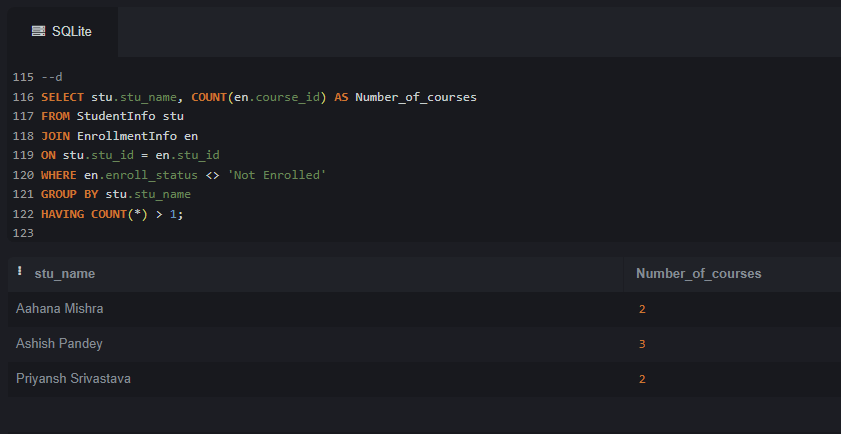 SQLite
115 --d
116 SELECT stu.stu_name, COUNT(en.course_id) AS Number_of_courses
117 FROM StudentInfo stu
118 JOIN EnrollmentInfo en
119 ON stu.stu_id = en.stu_id
120 WHERE en.enroll_status <> 'Not Enrolled'
121 GROUP BY stu.stu_name
122 HAVING COUNT(*) > 1;
123
stu_name Number_of_courses
Aahana Mishra 2
Ashish Pandey 3
Priyansh Srivastava 2